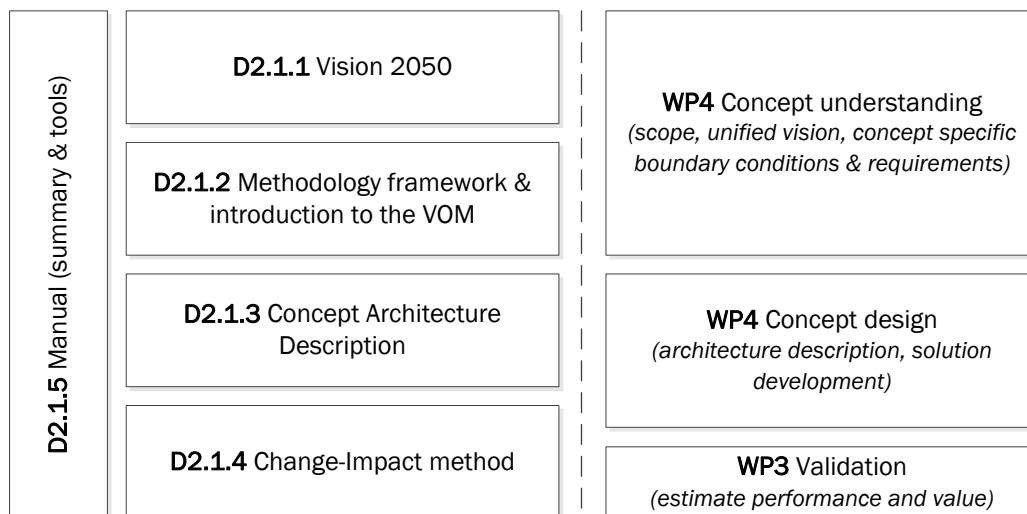 D2.1.5 Manual (summary & tools)
D2.1.1 Vision 2050
D2.1.2 Methodology framework &
introduction to the VOM
D2.1.3 Concept Architecture
Description
D2.1.4 Change-Impact method
WP4 Concept understanding
(scope, unified vision, concept specific
boundary conditions & requirements)
WP4 Concept design
(architecture description, solution
development)
WP3 Validation
(estimate performance and value)